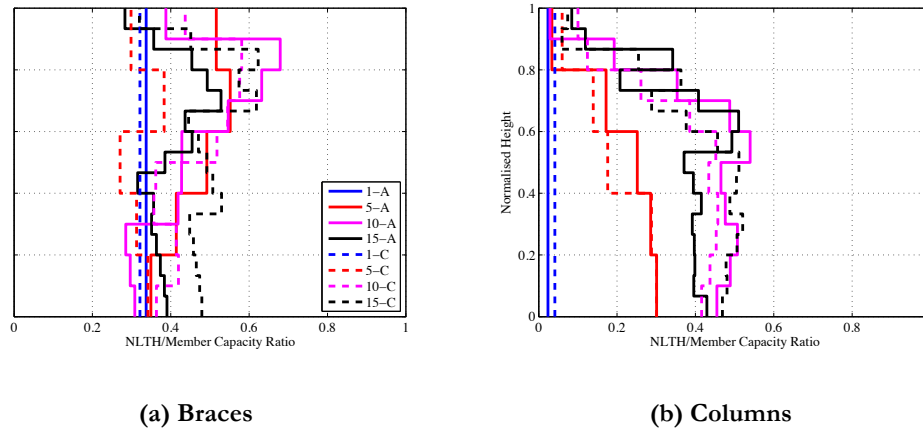 1–A
5–A
10–A
15–A
1–C
5–C
10–C
15–C
0 0.2 0.4 0.6 0.8 1
NLTH/Member Capacity Ratio
(a) Braces
1
0.8
0.6
0.4
0.2
0
Normalised Height
0 0.2 0.4 0.6 0.8
NLTH/Member Capacity Ratio
(b) Columns